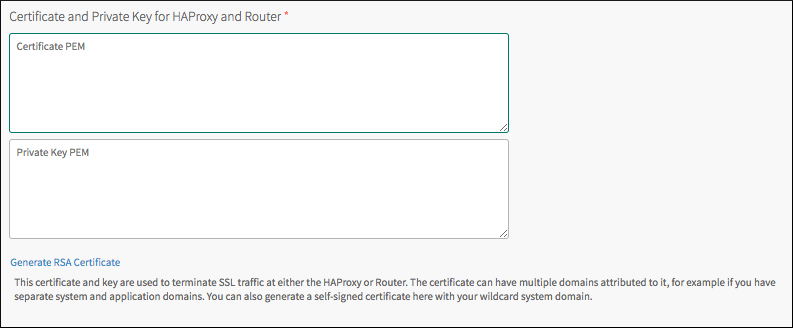 Certificate and Private Key for HAProxy and Router *
Certificate PEM
Private Key PEM
Generate RSA Certificate
This certificate and key are used to terminate SSL traffic at either the HAProxy or Router. The certificate can have multiple domains attributed to it, for example if you have
separate system and application domains. You can also generate a self-signed certificate here with your wildcard system domain.